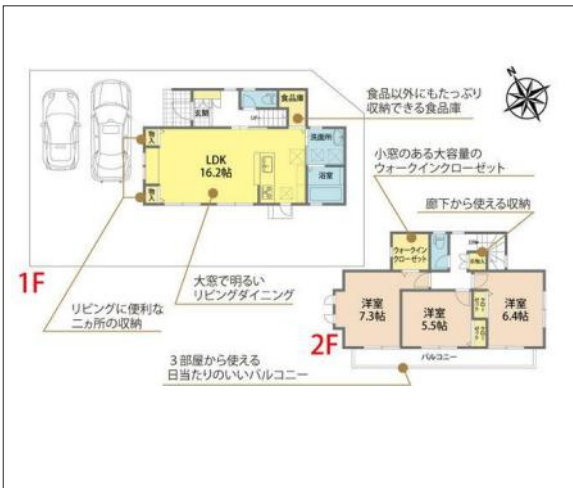 N
食品庫
玄関
UP
食品以外にもたっぷり
収納できる食品庫
物入
洗面所
LDK
16.2帖
浴室
物入
小窓のある大容量の
ウォークインクローゼット
廊下から使える収納
1F
大窓で明るい
リビングダイニング
リビングに便利な
二ヵ所の収納
ウォークイン
クローゼット
DN
洋室
7.3帖
洋室
5.5帖
洋室
6.4帖
2F
バルコニー
3部屋から使える
日当たりのいいバルコニー